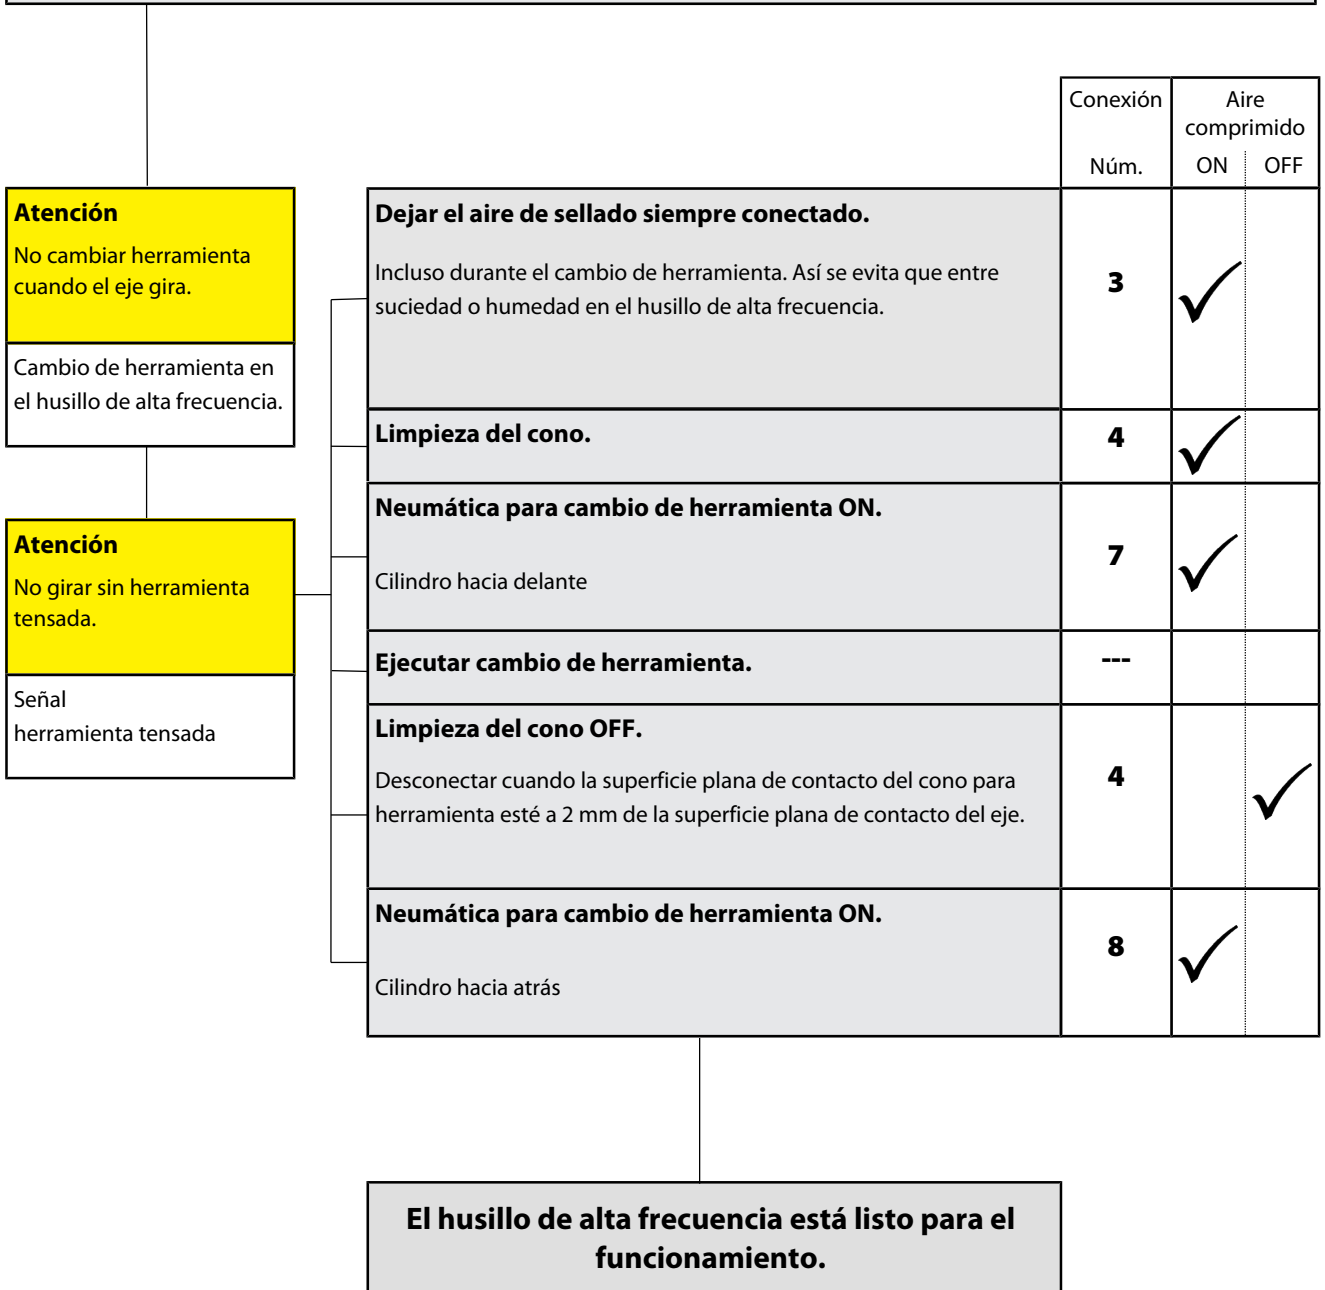 Conexión
Aire
comprimido
Núm.
ON
OFF
Atención
No cambiar herramienta
cuando el eje gira.
Cambio de herramienta en
el husillo de alta frecuencia.
Atención
No girar sin herramienta
tensada.
Señal
herramienta tensada
Dejar el aire de sellado siempre conectado.
Incluso durante el cambio de herramienta. Así se evita que entre
suciedad o humedad en el husillo de alta frecuencia.
3
Limpieza del cono.
4
Neumática para cambio de herramienta ON.
Cilindro hacia delante
7
Ejecutar cambio de herramienta.
---
Limpieza del cono OFF.
Desconectar cuando la superficie plana de contacto del cono para
herramienta esté a 2 mm de la superficie plana de contacto del eje.
4
Neumática para cambio de herramienta ON.
Cilindro hacia atrás
8
El husillo de alta frecuencia está listo para el
funcionamiento.